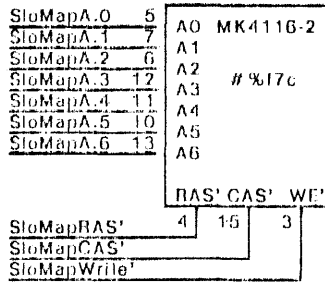 SloMapA.0 5 A0 MK4116-2
SloMapA.1 7 A1
SloMapA.2 6 A2
SloMapA.3 12 A3
SloMapA.4 11 A4
SloMapA.5 10 A5
SloMapA.6 13 A6
RAS' CAS' WE'
4 15 3
SloMapRAS'
SloMapCAS'
SloMapWrite'